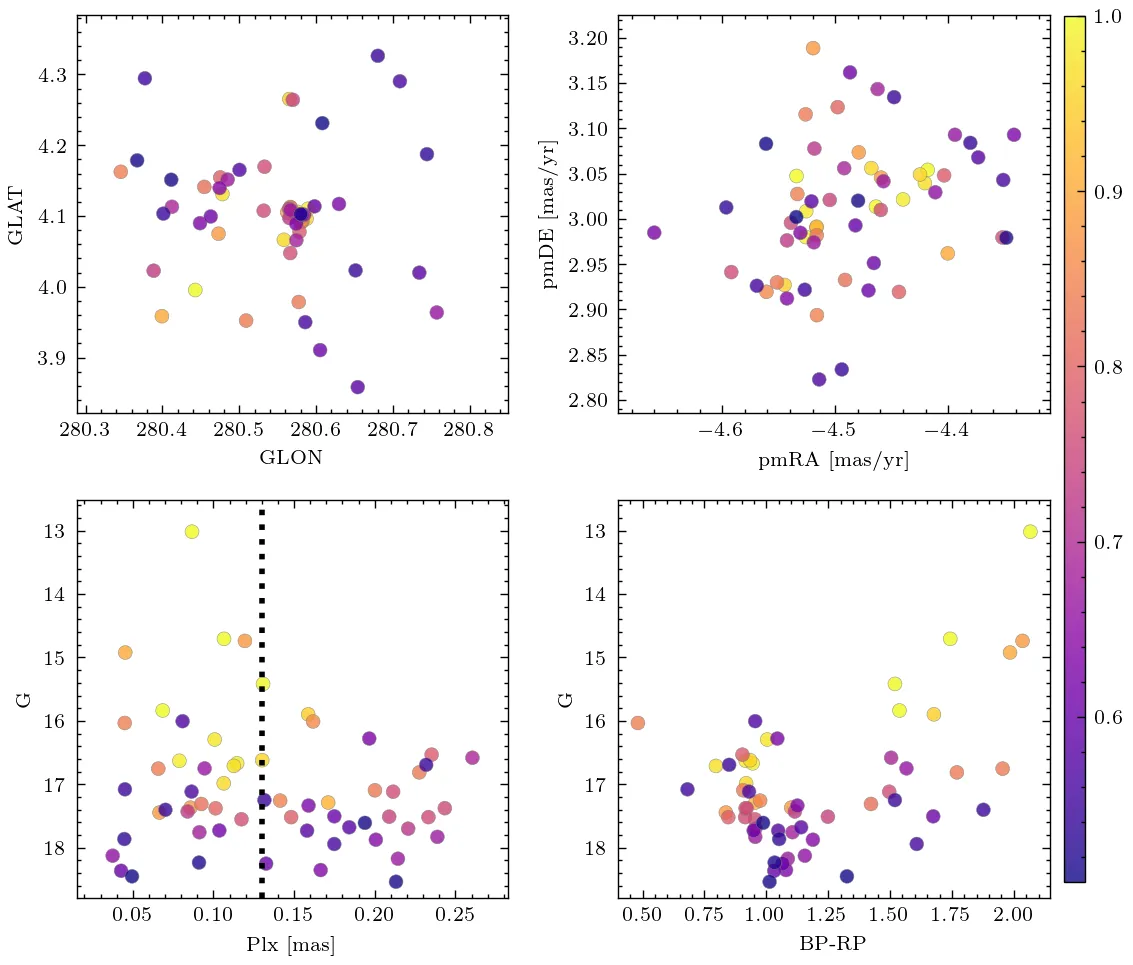 4.3
4.2
4.1
4.0
3.9
GLAT
280.3 280.4 280.5 280.6 280.7 280.8
GLON
3.20
3.15
3.10
3.05
3.00
2.95
2.90
2.85
2.80
pmDE [mas/yr]
−4.6 −4.5 −4.4
pmRA [mas/yr]
1.0
0.9
0.8
0.7
0.6
13
14
15
16
17
18
G
0.05 0.10 0.15 0.20 0.25
Plx [mas]
13
14
15
16
17
18
G
0.50 0.75 1.00 1.25 1.50 1.75 2.00
BP-RP